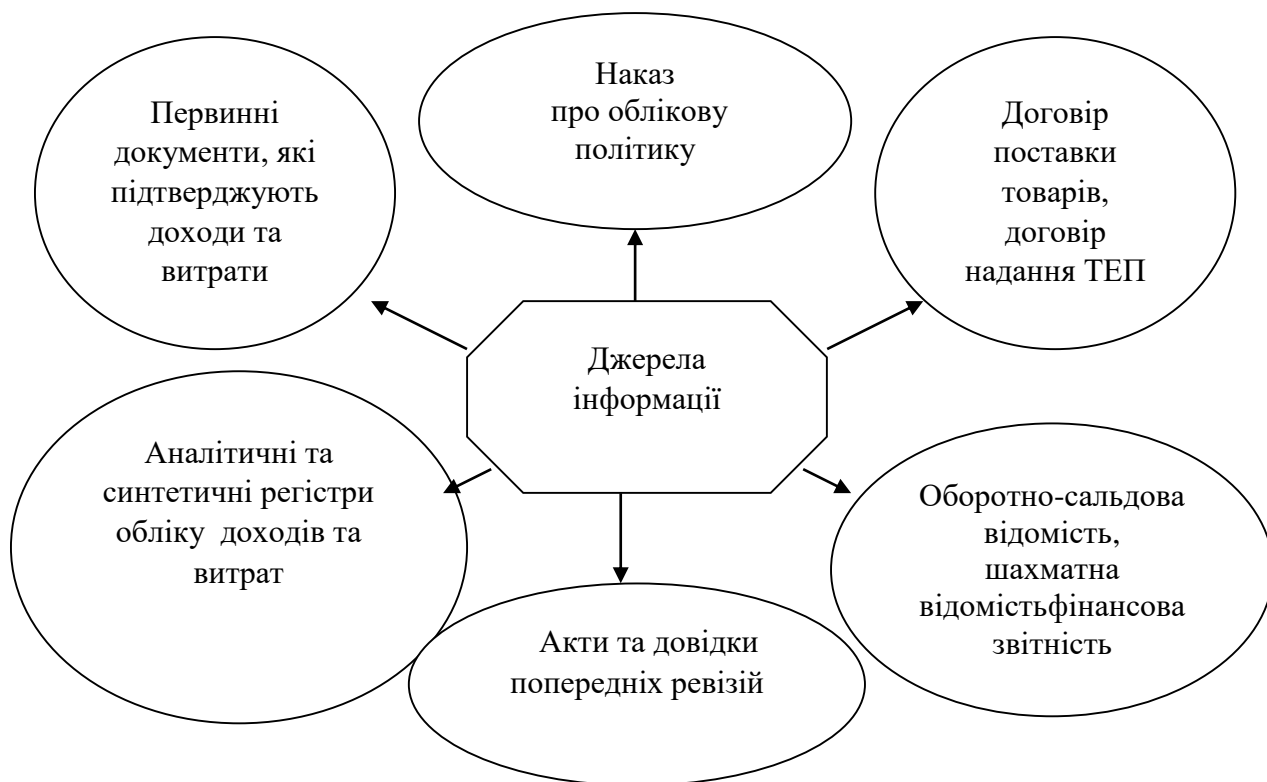 Наказ
про облікову
політику
Первинні
документи, які
підтверджують
доходи та
витрати
Договір
поставки
товарів,
договір
надання ТЕП
Джерела
інформації
Аналітичні та
синтетичні регістри
обліку доходів та
витрат
Оборотно-сальдова
відомість,
шахматна
відомістьфінансова
звітність
Акти та довідки
попередніх ревізій